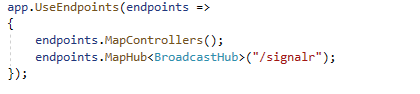 app.UseEndpoints(endpoints =>
{
    endpoints.MapControllers();
    endpoints.MapHub<BroadcastHub>("/signalr");
});